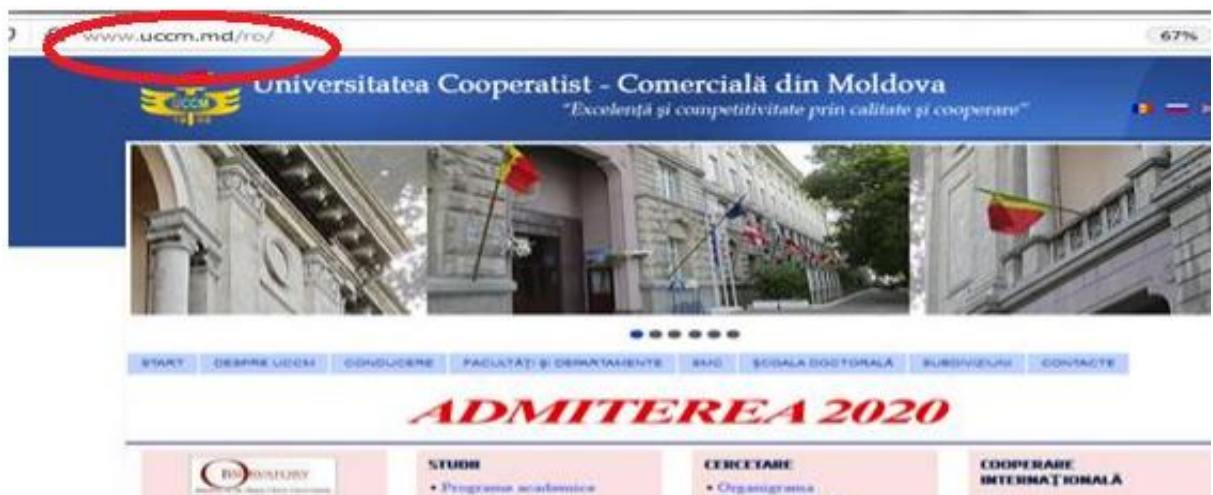 www.uccm.md/ro/
67%
Universitatea Cooperatist - Comercială din Moldova
"Excelență și competitivitate prin calitate și cooperare"
UCCM
START DESPRE UCCM CONDUCERE FACULTĂȚI ȘI DEPARTAMENTE SMC ȘCOALA DOCTORALĂ SUBDIVIZIUNI CONTACTE
ADMITEREA 2020
STUDII
• Programe academice
CERCETARE
• Organigrama
COOPERARE
INTERNAȚIONALĂ